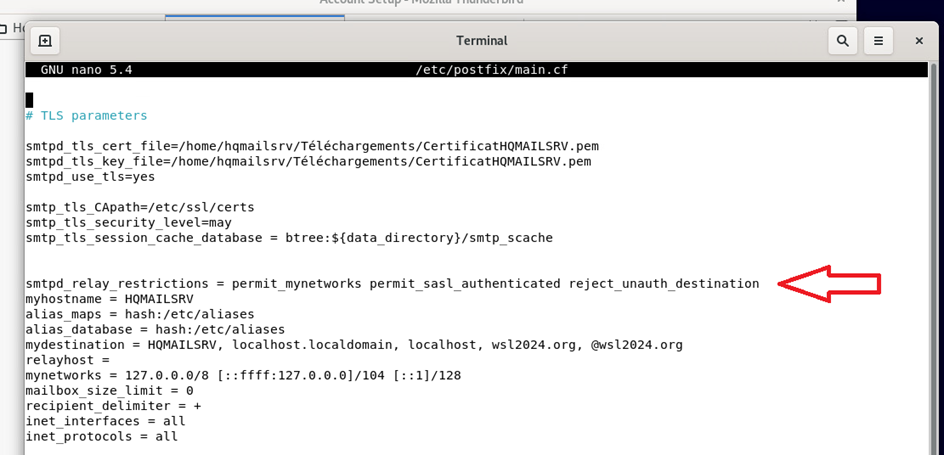 Account Setup - Mozilla Thunderbird
Terminal
GNU nano 5.4 /etc/postfix/main.cf
# TLS parameters
smtpd_tls_cert_file=/home/hqmailsrv/Téléchargements/CertificatHQMAILSRV.pem
smtpd_tls_key_file=/home/hqmailsrv/Téléchargements/CertificatHQMAILSRV.pem
smtpd_use_tls=yes
smtp_tls_CApath=/etc/ssl/certs
smtp_tls_security_level=may
smtp_tls_session_cache_database = btree:${data_directory}/smtp_scache
smtpd_relay_restrictions = permit_mynetworks permit_sasl_authenticated reject_unauth_destination
myhostname = HQMAILSRV
alias_maps = hash:/etc/aliases
alias_database = hash:/etc/aliases
mydestination = HQMAILSRV, localhost.localdomain, localhost, wsl2024.org, @wsl2024.org
relayhost =
mynetworks = 127.0.0.0/8 [::ffff:127.0.0.0]/104 [::1]/128
mailbox_size_limit = 0
recipient_delimiter = +
inet_interfaces = all
inet_protocols = all